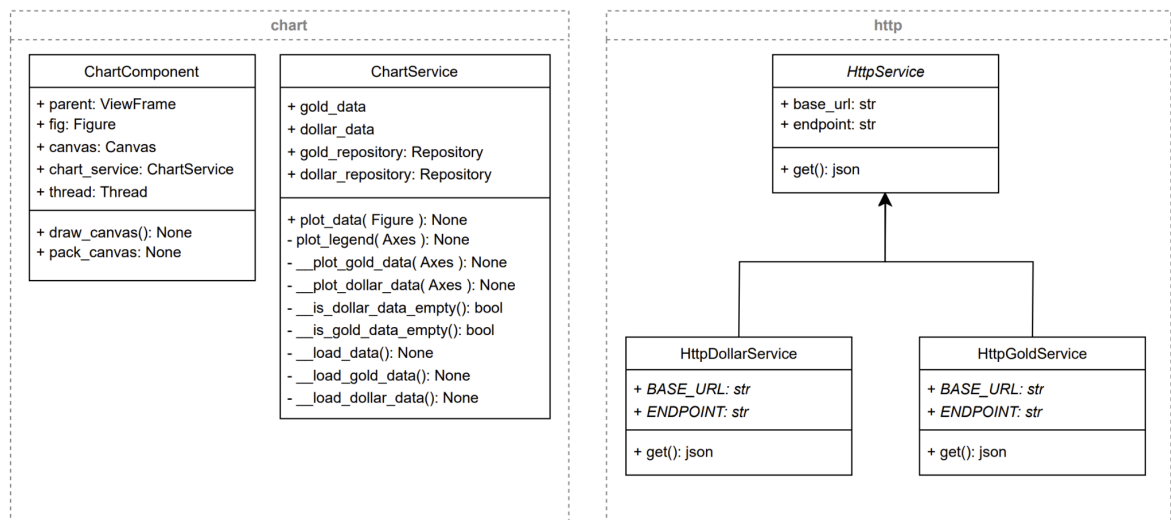 chart
ChartComponent
+ parent: ViewFrame
+ fig: Figure
+ canvas: Canvas
+ chart_service: ChartService
+ thread: Thread
+ draw_canvas(): None
+ pack_canvas: None
ChartService
+ gold_data
+ dollar_data
+ gold_repository: Repository
+ dollar_repository: Repository
+ plot_data( Figure ): None
- plot_legend( Axes ): None
- __plot_gold_data( Axes ): None
- __plot_dollar_data( Axes ): None
- __is_dollar_data_empty(): bool
- __is_gold_data_empty(): bool
- __load_data(): None
- __load_gold_data(): None
- __load_dollar_data(): None
http
HttpService
+ base_url: str
+ endpoint: str
+ get(): json
HttpDollarService
+ BASE_URL: str
+ ENDPOINT: str
+ get(): json
HttpGoldService
+ BASE_URL: str
+ ENDPOINT: str
+ get(): json